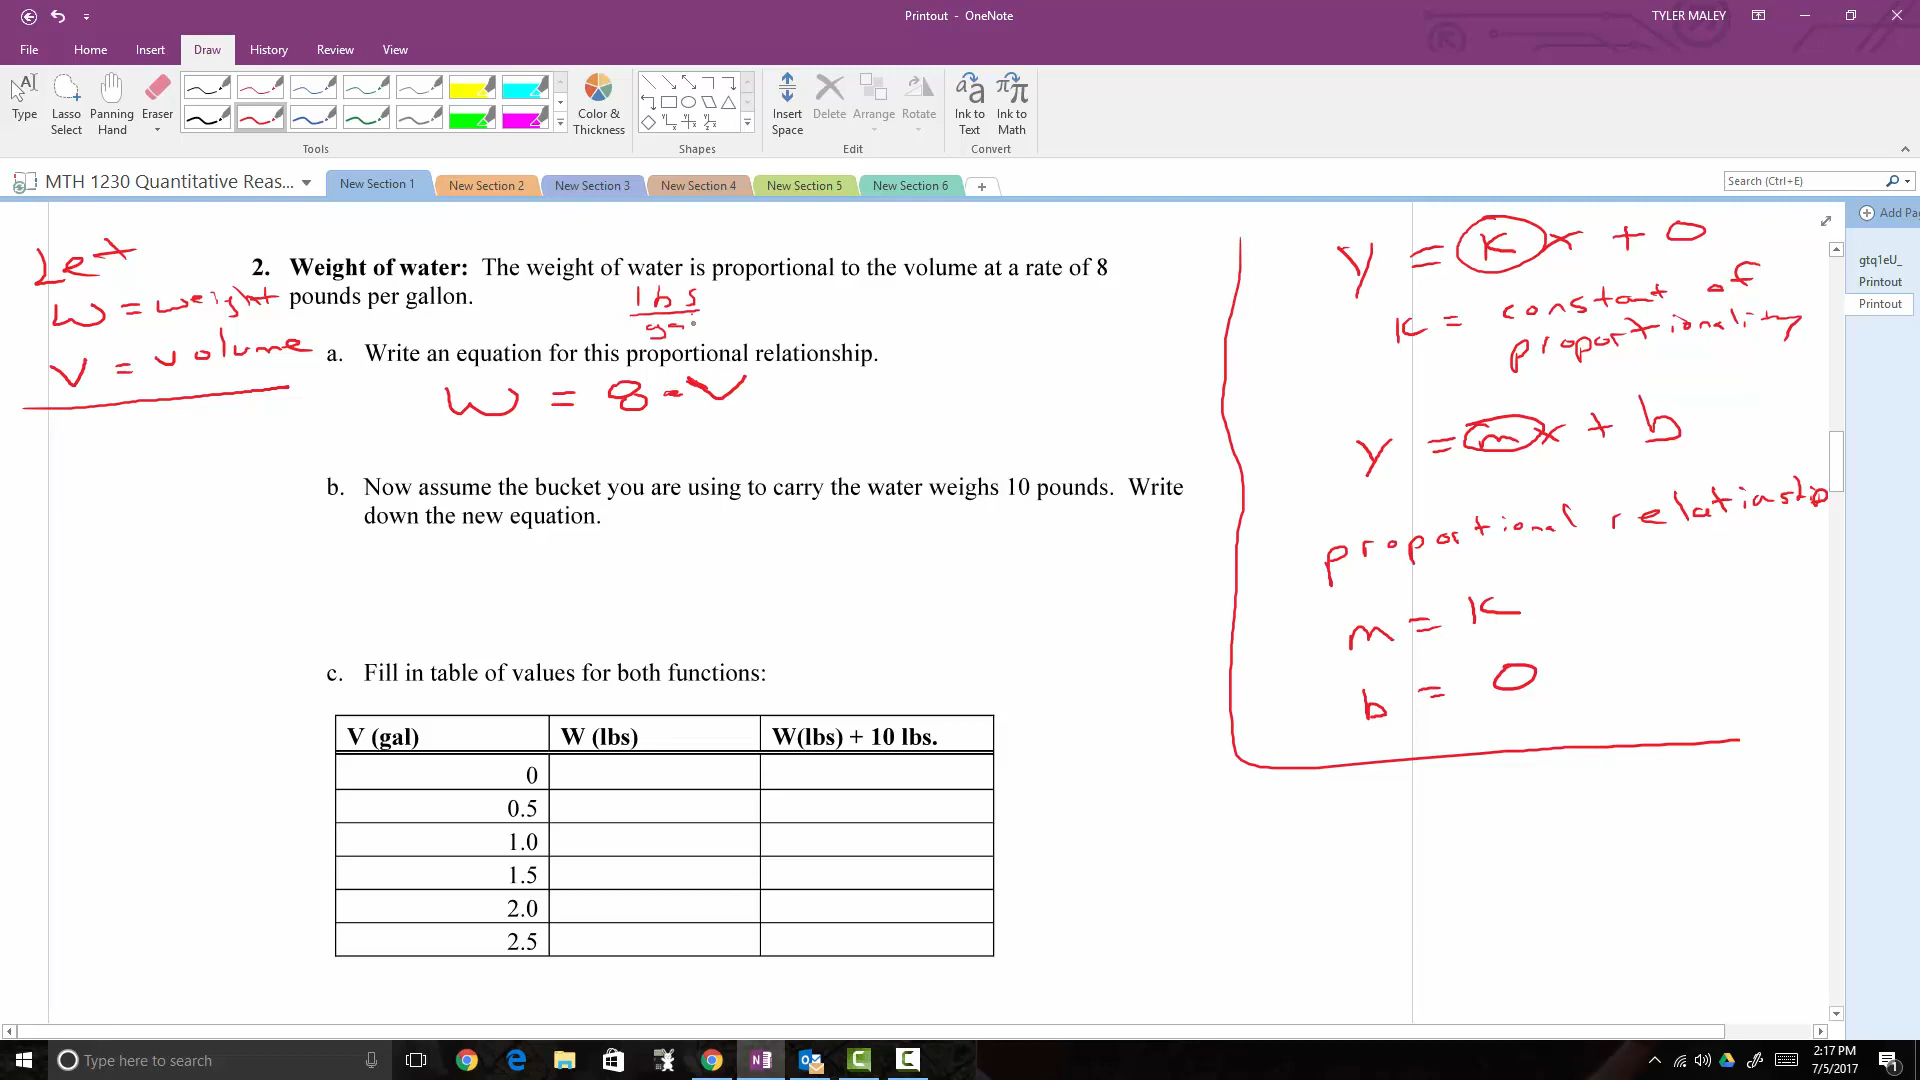 Printout - OneNote
TYLER MALEY
File Home Insert Draw History Review View
Type
Lasso Select
Panning Hand
Eraser
Color & Thickness
Insert Space
Delete
Arrange
Rotate
Ink to Text
Ink to Math
Tools
Shapes
Edit
Convert
MTH 1230 Quantitative Reas...
New Section 1
New Section 2
New Section 3
New Section 4
New Section 5
New Section 6
Search (Ctrl+E)
Add Pag
gtq1eU_
Printout
Printout
Let
W = weight
V = volume
2. Weight of water: The weight of water is proportional to the volume at a rate of 8
pounds per gallon.
lbs
ga
a. Write an equation for this proportional relationship.
W = 8 · V
b. Now assume the bucket you are using to carry the water weighs 10 pounds. Write
down the new equation.
c. Fill in table of values for both functions:
V (gal) W (lbs) W(lbs) + 10 lbs.
0
0.5
1.0
1.5
2.0
2.5
y = kx + 0
k = constant of
proportionality
y = mx + b
proportional relationship
m = k
b = 0
Type here to search
2:17 PM
7/5/2017